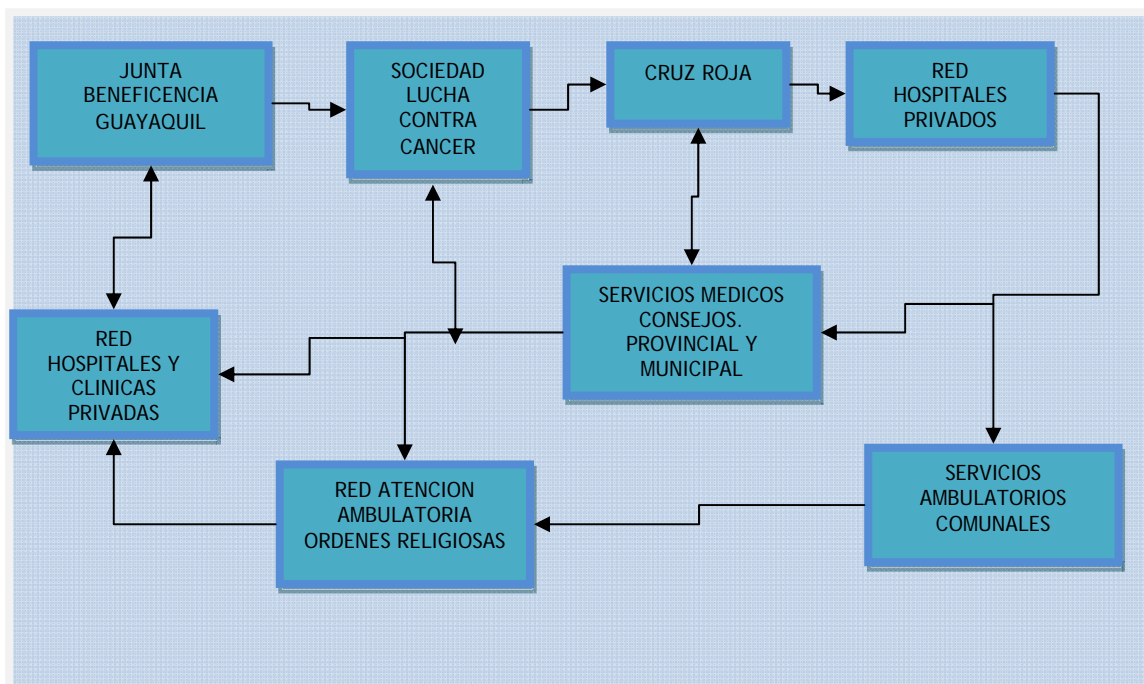 JUNTA
BENEFICENCIA
GUAYAQUIL
SOCIEDAD
LUCHA
CONTRA
CANCER
CRUZ ROJA
RED
HOSPITALES
PRIVADOS
RED
HOSPITALES Y
CLINICAS
PRIVADAS
SERVICIOS MEDICOS
CONSEJOS.
PROVINCIAL Y
MUNICIPAL
RED ATENCION
AMBULATORIA
ORDENES RELIGIOSAS
SERVICIOS
AMBULATORIOS
COMUNALES